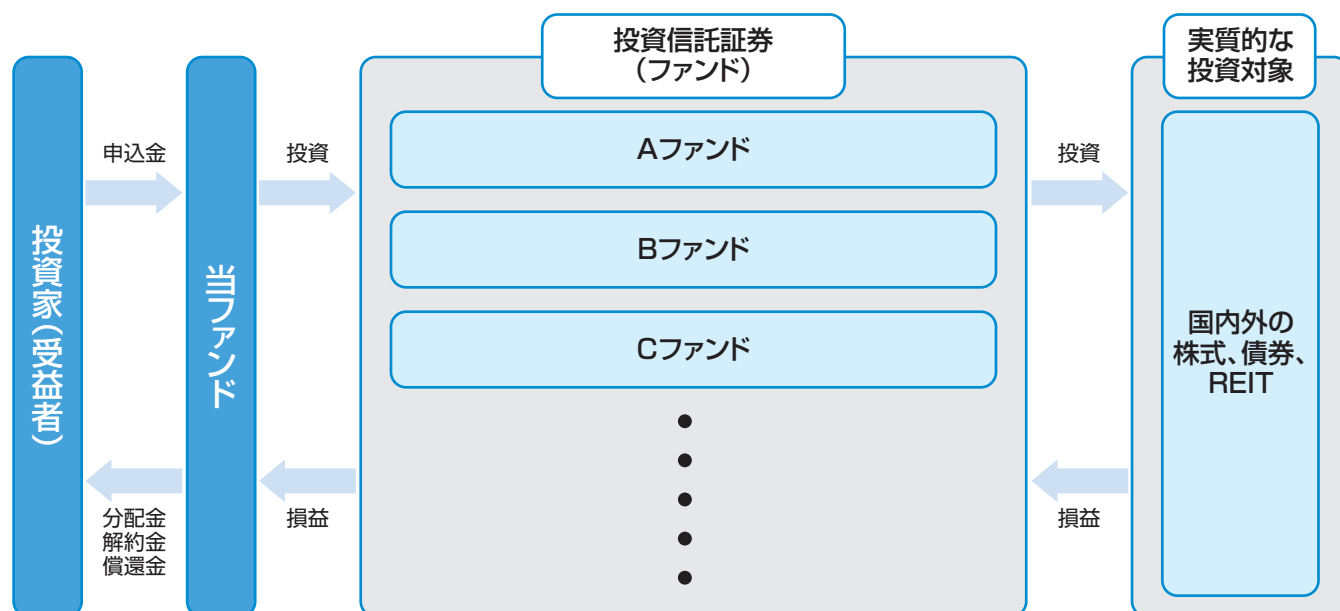 投資家（受益者）
申込金
分配金
解約金
償還金
当ファンド
投資
損益
投資信託証券
（ファンド）
Aファンド
Bファンド
Cファンド
投資
損益
実質的な
投資対象
国内外の
株式、債券、
REIT